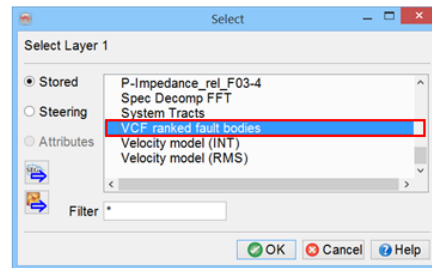 Select
Select Layer 1
Stored
Steering
Attributes
P-Impedance_rel_F03-4
Spec Decomp FFT
System Tracts
VCF ranked fault bodies
Velocity model (INT)
Velocity model (RMS)
Filter *
OK Cancel Help